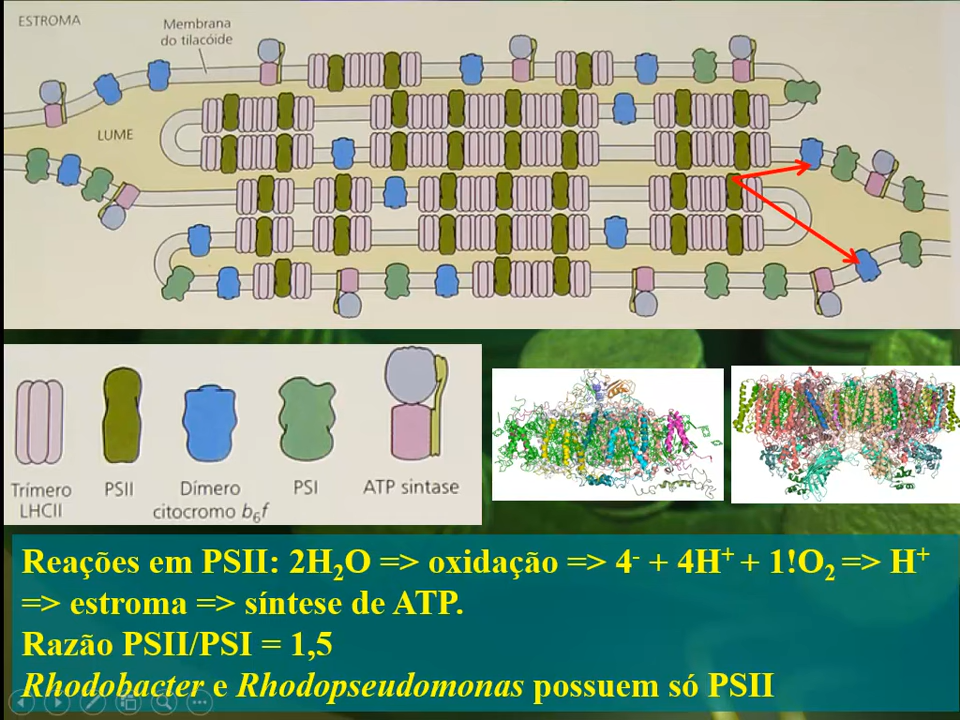 ESTROMA
Membrana
do tilacóide
LUME
Trímero
LHCII
PSII
Dímero
citocromo b6f
PSI
ATP sintase
Reações em PSII: 2H2O => oxidação => 4- + 4H+ + 1!O2 => H+
=> estroma => síntese de ATP.
Razão PSII/PSI = 1,5
Rhodobacter e Rhodopseudomonas possuem só PSII